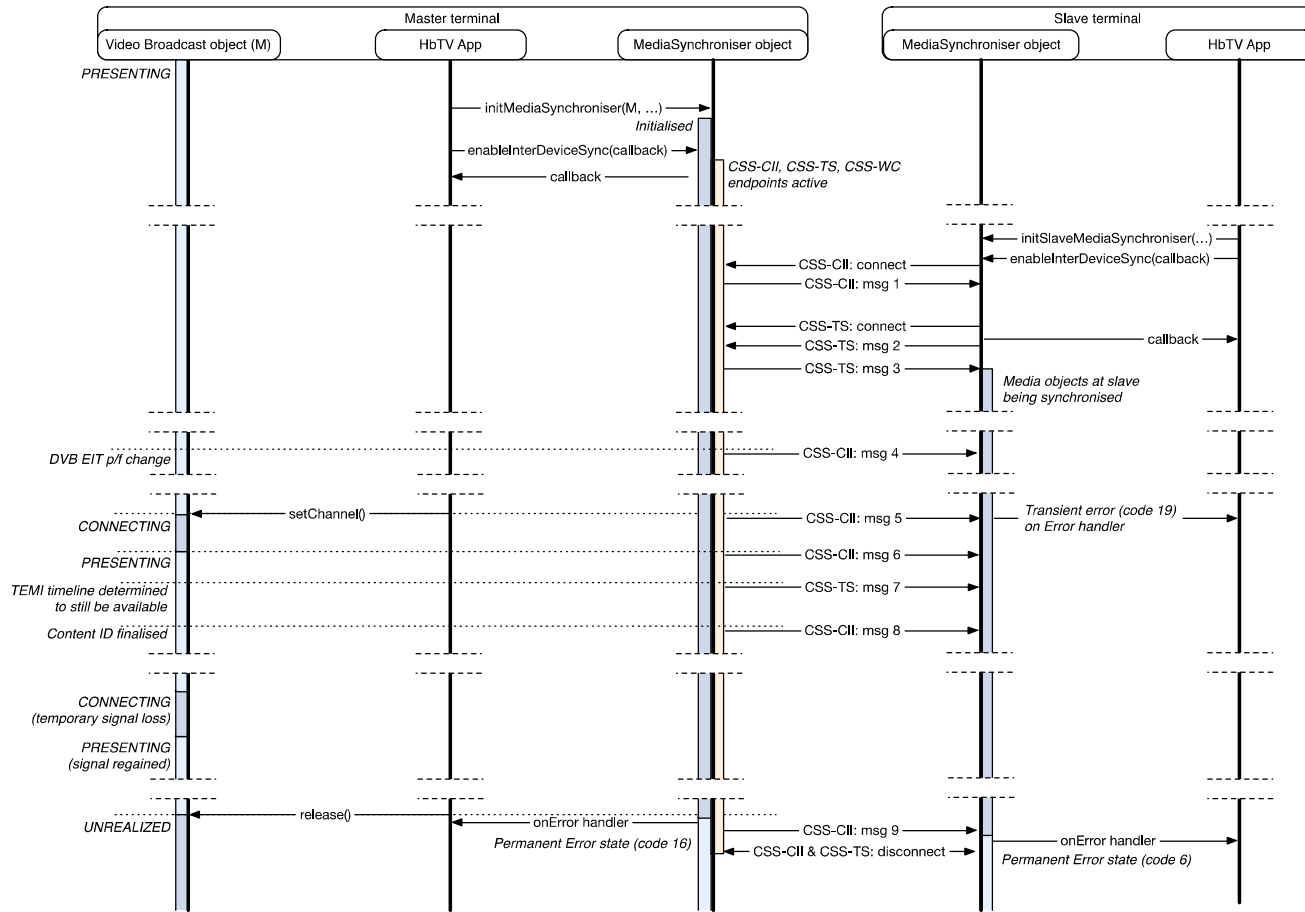 Master terminal
Slave terminal
Video Broadcast object (M)
HbTV App
MediaSynchroniser object
MediaSynchroniser object
HbTV App
PRESENTING
initMediaSynchroniser(M, ...)
Initialised
enableInterDeviceSync(callback)
callback
CSS-CII, CSS-TS, CSS-WC
endpoints active
initSlaveMediaSynchroniser(...)
enableInterDeviceSync(callback)
CSS-CII: connect
CSS-CII: msg 1
CSS-TS: connect
callback
CSS-TS: msg 2
CSS-TS: msg 3
Media objects at slave
being synchronised
DVB EIT p/f change
CSS-CII: msg 4
setChannel()
CONNECTING
CSS-CII: msg 5
Transient error (code 19)
on Error handler
PRESENTING
CSS-CII: msg 6
TEMI timeline determined
to still be available
CSS-TS: msg 7
Content ID finalised
CSS-CII: msg 8
CONNECTING
(temporary signal loss)
PRESENTING
(signal regained)
release()
UNREALIZED
onError handler
Permanent Error state (code 16)
CSS-CII: msg 9
CSS-CII & CSS-TS: disconnect
onError handler
Permanent Error state (code 6)